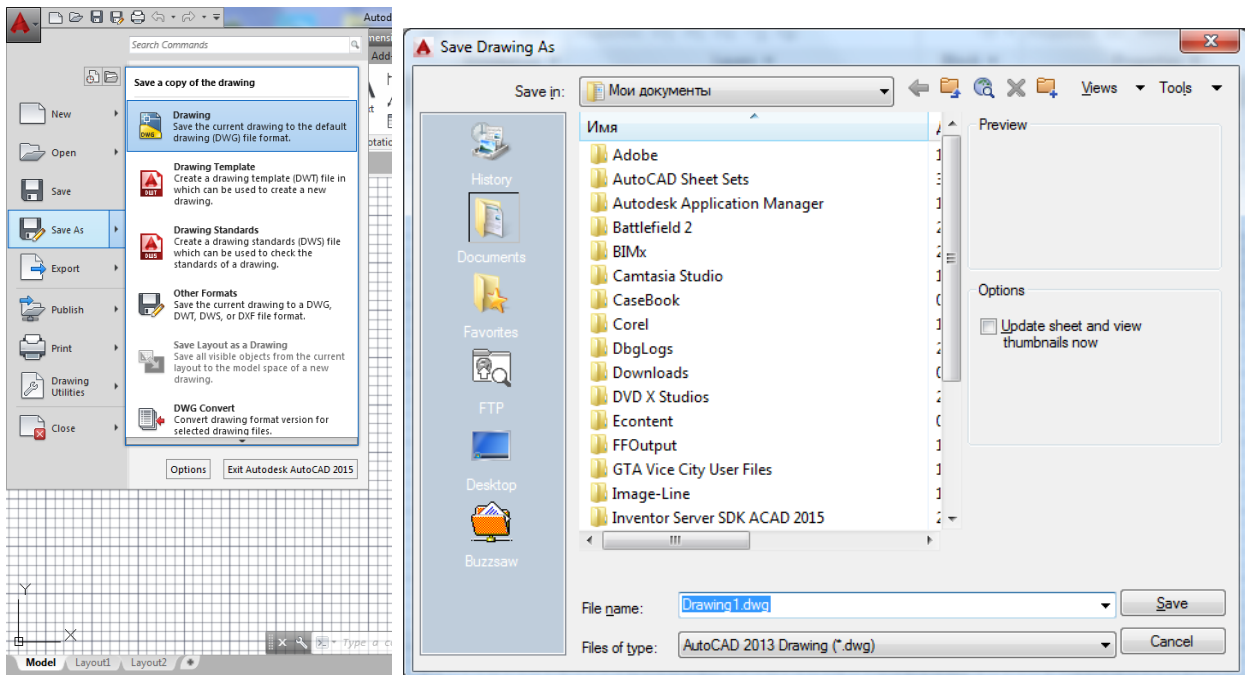 Autod
Search Commands
mensi
Add-
Save a copy of the drawing
New
Open
Save
Save As
Export
Publish
Print
Drawing
Utilities
Close
DWG
Drawing
Save the current drawing to the default
drawing (DWG) file format.
DWT
Drawing Template
Create a drawing template (DWT) file in
which can be used to create a new
drawing.
DWS
Drawing Standards
Create a drawing standards (DWS) file
which can be used to check the
standards of a drawing.
Other Formats
Save the current drawing to a DWG,
DWT, DWS, or DXF file format.
Save Layout as a Drawing
Save all visible objects from the current
layout to the model space of a new
drawing.
DWG Convert
Convert drawing format version for
selected drawing files.
Options
Exit Autodesk AutoCAD 2015
Y
X
Type a c
Model
Layout1
Layout2
Save Drawing As
Save in:
Мои документы
Views
Tools
History
Documents
Favorites
FTP
Desktop
Buzzsaw
Имя
Adobe
AutoCAD Sheet Sets
Autodesk Application Manager
Battlefield 2
BIMx
Camtasia Studio
CaseBook
Corel
DbgLogs
Downloads
DVD X Studios
Econtent
FFOutput
GTA Vice City User Files
Image-Line
Inventor Server SDK ACAD 2015
Preview
Options
Update sheet and view
thumbnails now
File name:
Drawing1.dwg
Save
Files of type:
AutoCAD 2013 Drawing (*.dwg)
Cancel